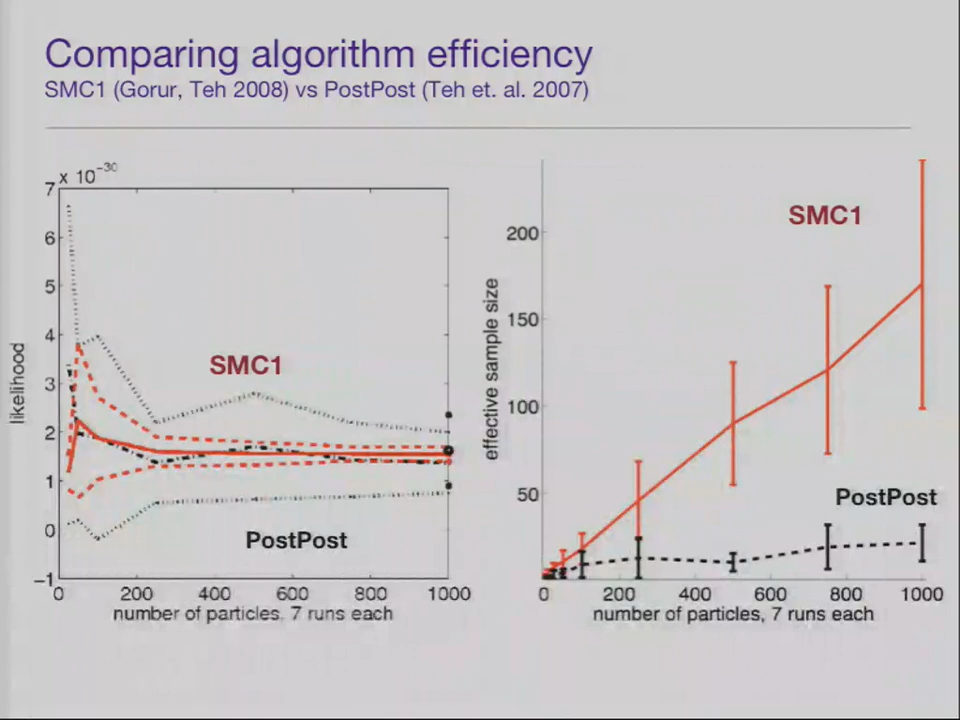 Comparing algorithm efficiency
SMC1 (Gorur, Teh 2008) vs PostPost (Teh et. al. 2007)
x 10⁻³⁰
7
6
5
4
3
2
1
0
−1
likelihood
SMC1
PostPost
0 200 400 600 800 1000
number of particles, 7 runs each
200
150
100
50
effective sample size
SMC1
PostPost
0 200 400 600 800 1000
number of particles, 7 runs each